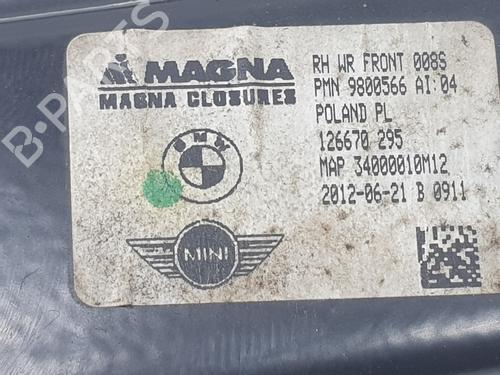 MAGNA
MAGNA CLOSURES
BMW
MINI
RH WR FRONT 008S
PMN 9800566 AI:04
POLAND PL
126670 295
MAP 34000010M12
2012-06-21 B 0911
B-PARTS